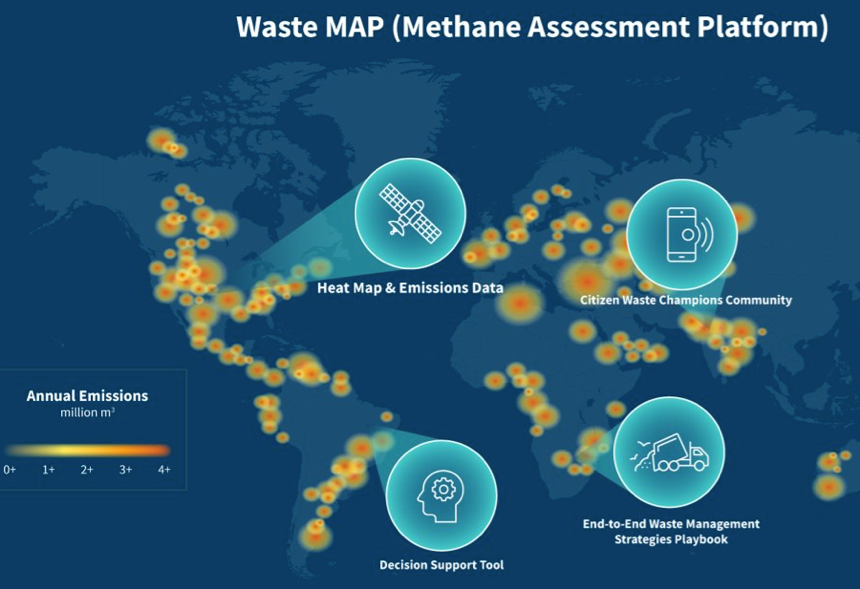 Waste MAP (Methane Assessment Platform)
Heat Map & Emissions Data
Citizen Waste Champions Community
Annual Emissions
million m³
0+ 1+ 2+ 3+ 4+
End-to-End Waste Management
Strategies Playbook
Decision Support Tool